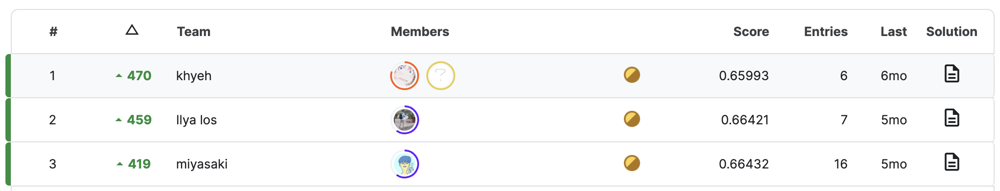 # △ Team Members Score Entries Last Solution
1 470 khyeh 0.65993 6 6mo
2 459 Ilya los 0.66421 7 5mo
3 419 miyasaki 0.66432 16 5mo